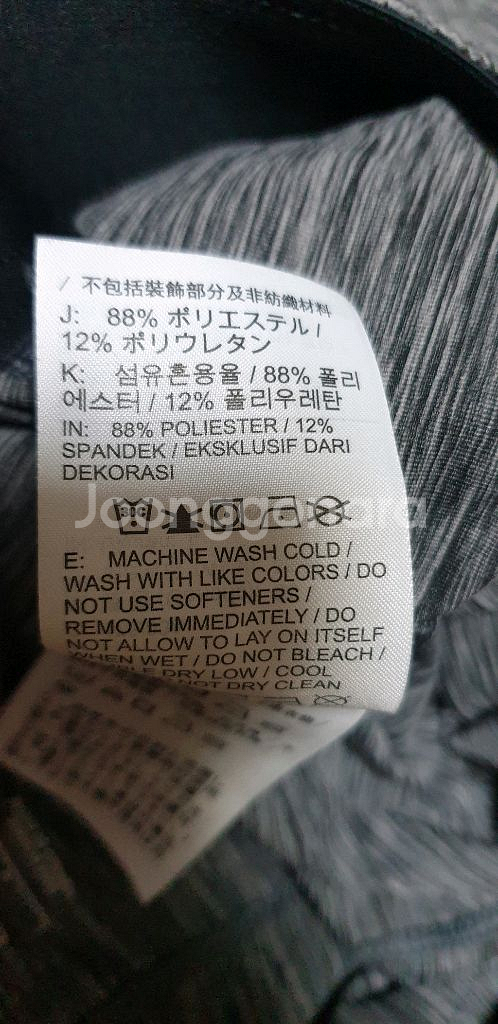 / 不包括裝飾部分及非紡織材料
J: 88% ポリエステル /
12% ポリウレタン
K: 섬유혼용율 / 88% 폴리
에스터 / 12% 폴리우레탄
IN: 88% POLIESTER / 12%
SPANDEK / EKSKLUSIF DARI
DEKORASI
30C
Joonggonara
E: MACHINE WASH COLD /
WASH WITH LIKE COLORS / DO
NOT USE SOFTENERS /
REMOVE IMMEDIATELY / DO
NOT ALLOW TO LAY ON ITSELF
WHEN WET / DO NOT BLEACH /
DRY LOW / COOL
NOT DRY CLEAN